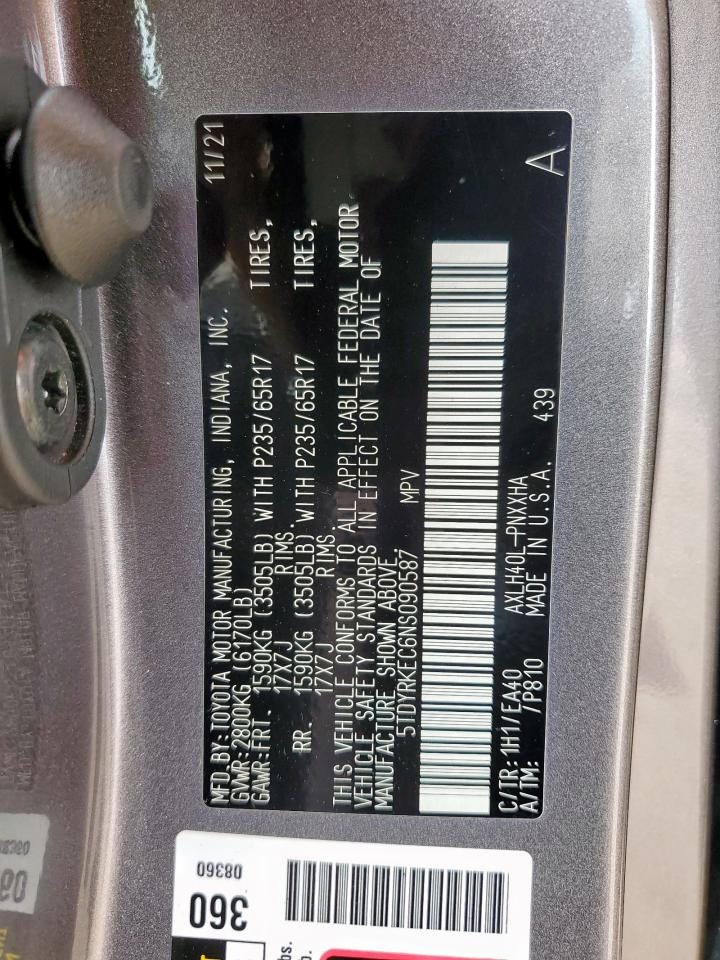 MFD.BY:TOYOTA MOTOR MANUFACTURING, INDIANA, INC. 11/21
GVWR:2800KG (6170LB)
GAWR:FRT. 1590KG (3505LB) WITH P235/65R17 TIRES,
17X7J RIMS.
RR. 1590KG (3505LB) WITH P235/65R17 TIRES,
17X7J RIMS.
THIS VEHICLE CONFORMS TO ALL APPLICABLE FEDERAL MOTOR
VEHICLE SAFETY STANDARDS IN EFFECT ON THE DATE OF
MANUFACTURE SHOWN ABOVE.
5TDYRKEC6NS090587 MPV
C/TR:1H1/EA40 AXLH40L-PNXXHA
A/TM: /P810 MADE IN U.S.A. 439 A
360
08360